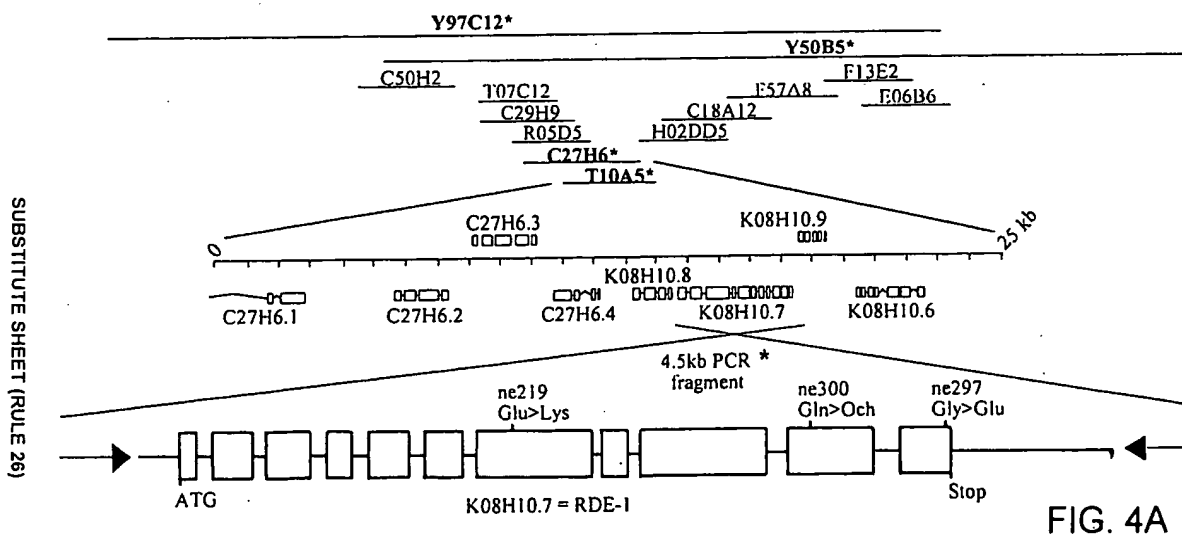 Y97C12*
Y50B5*
C50H2
F13E2
T07C12
F57A8
E06B6
C29H9
C18A12
R05D5
H02DD5
C27H6*
T10A5*
C27H6.3
K08H10.9
0
25 kb
K08H10.8
C27H6.1
C27H6.2
C27H6.4
K08H10.7
K08H10.6
4.5kb PCR *
fragment
ne219
Glu>Lys
ne300
Gln>Och
ne297
Gly>Glu
ATG
Stop
K08H10.7 = RDE-1
FIG. 4A
SUBSTITUTE SHEET (RULE 26)